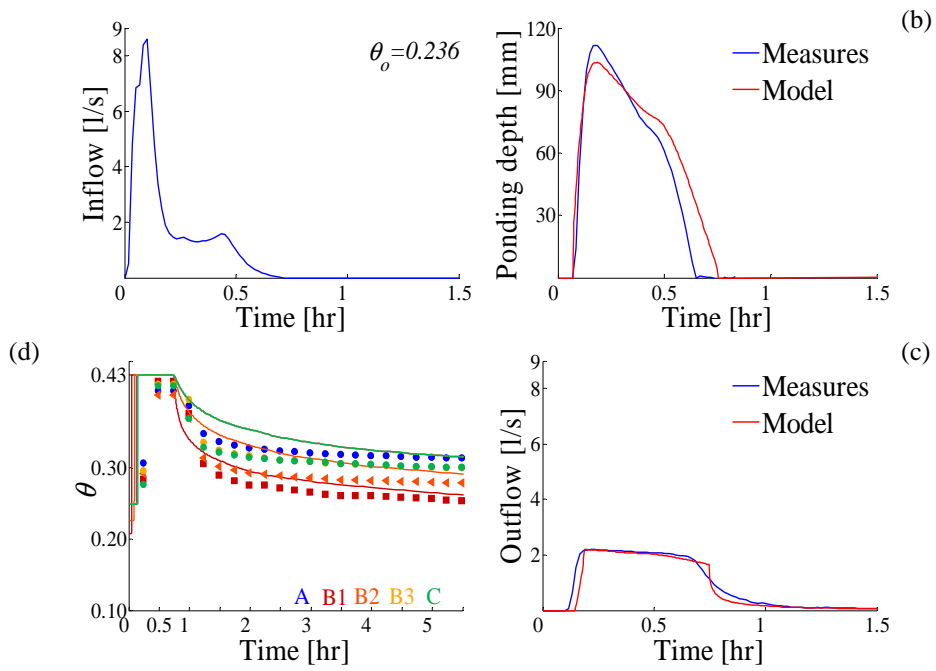 9
8
6
4
2
0
0.5
1
1.5
Inflow [l/s]
Time [hr]
θo=0.236
(b)
120
90
60
30
0
0.5
1
1.5
Ponding depth [mm]
Time [hr]
Measures
Model
(d)
0.43
0.30
0.20
0.10
θ
A B1 B2 B3 C
0 0.5 1 2 3 4 5
Time [hr]
(c)
9
8
6
4
2
0
0.5
1
1.5
Outflow [l/s]
Time [hr]
Measures
Model